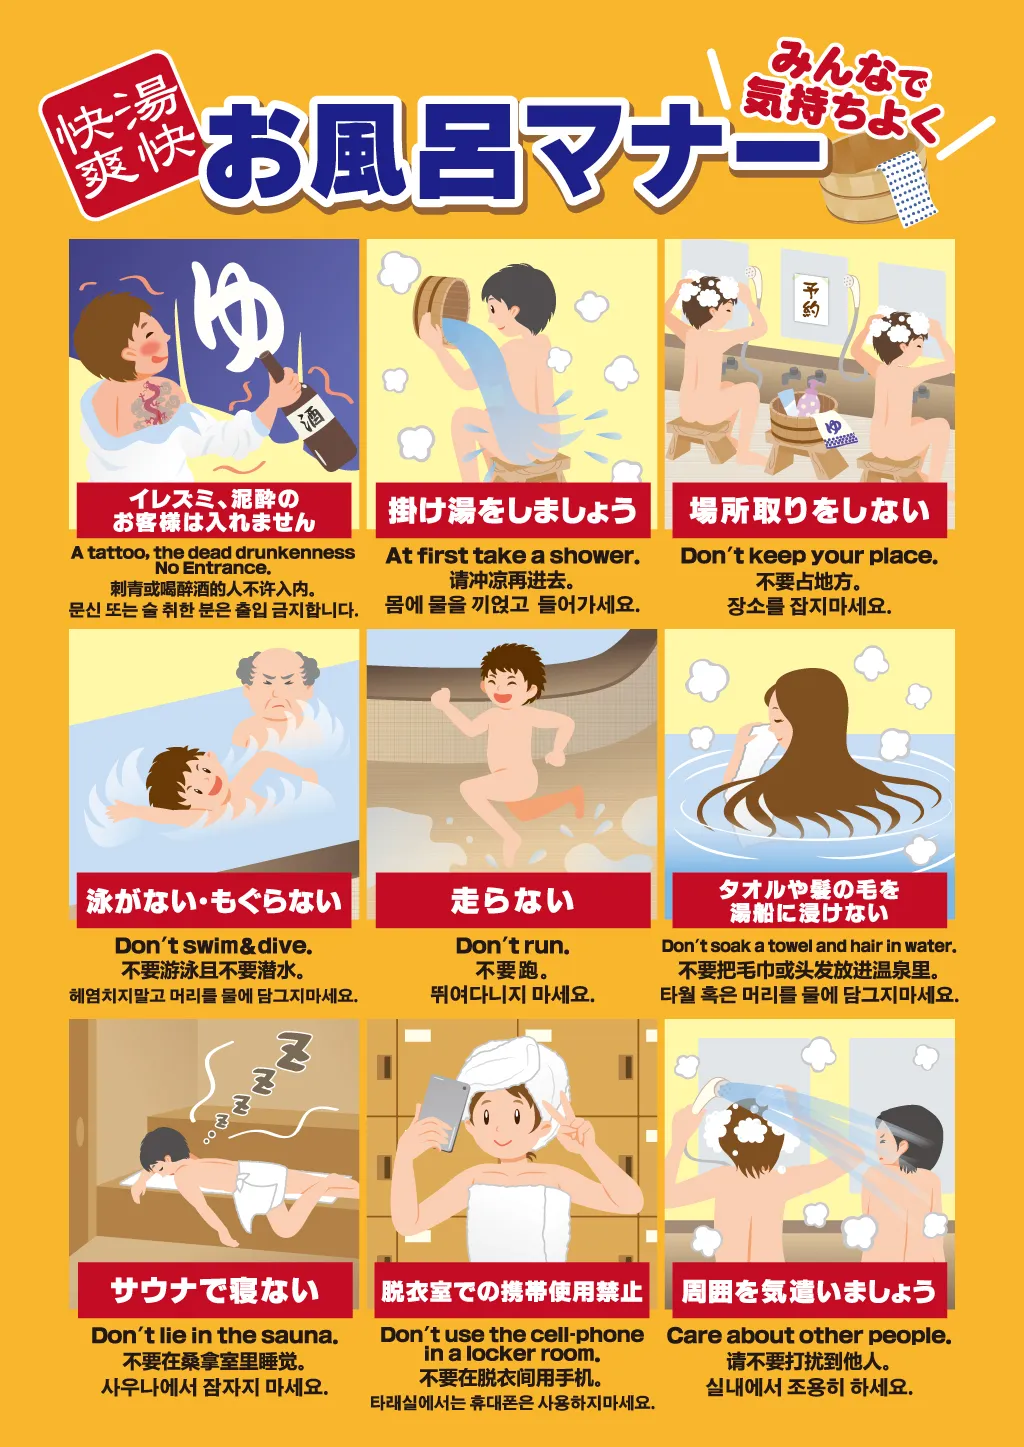 快湯
爽快
お風呂マナー
みんなで
気持ちよく
ゆ
酒
イレズミ、泥酔の
お客様は入れません
A tattoo, the dead drunkenness
No Entrance.
刺青或喝醉酒的人不许入内。
문신 또는 술 취한 분은 출입 금지합니다.
掛け湯をしましょう
At first take a shower.
请冲凉再进去。
몸에 물을 끼얹고 들어가세요.
予約
ゆ
場所取りをしない
Don't keep your place.
不要占地方。
장소를 잡지마세요.
泳がない・もぐらない
Don't swim&dive.
不要游泳且不要潜水。
헤염치지말고 머리를 물에 담그지마세요.
走らない
Don't run.
不要跑。
뛰여다니지 마세요.
タオルや髪の毛を
湯船に浸けない
Don't soak a towel and hair in water.
不要把毛巾或头发放进温泉里。
타월 혹은 머리를 물에 담그지마세요.
zzzZ
サウナで寝ない
Don't lie in the sauna.
不要在桑拿室里睡觉。
사우나에서 잠자지 마세요.
脱衣室での携帯使用禁止
Don't use the cell-phone
in a locker room.
不要在脱衣间用手机。
타래실에서는 휴대폰은 사용하지마세요.
周囲を気遣いましょう
Care about other people.
请不要打扰到他人。
실내에서 조용히 하세요.